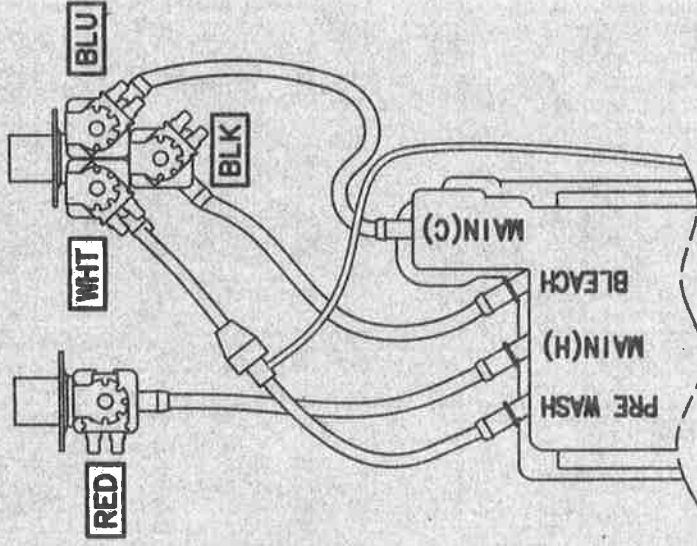 BLU
WHT
BLK
RED
MAIN(C)
BLEACH
MAIN(H)
PRE WASH